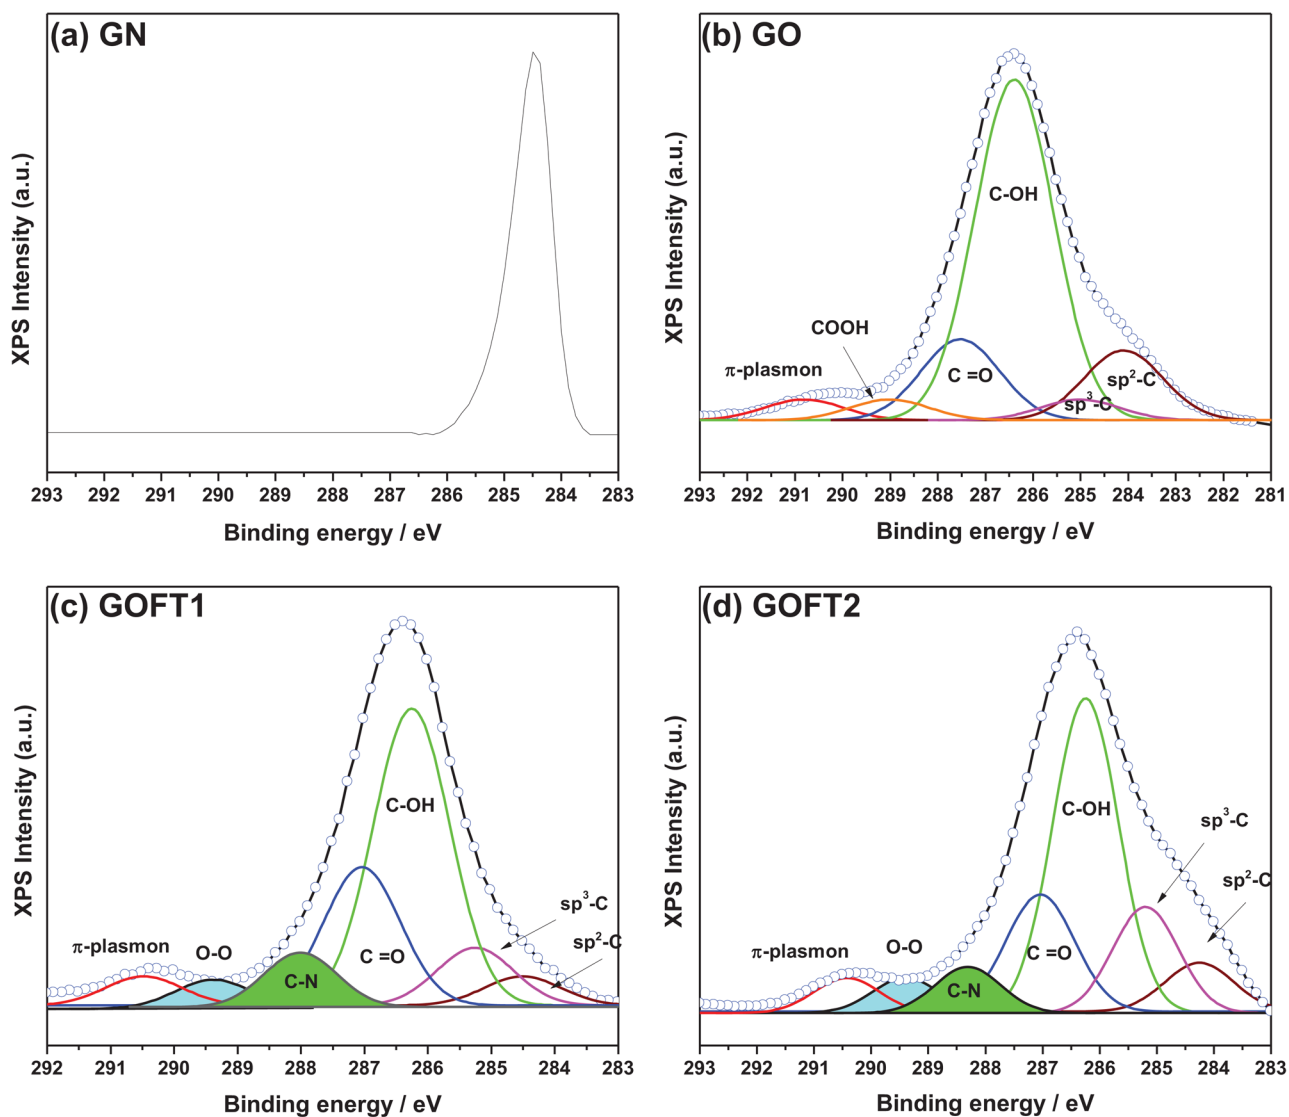 (a) GN
XPS Intensity (a.u.)
293 292 291 290 289 288 287 286 285 284 283
Binding energy / eV
(b) GO
XPS Intensity (a.u.)
C-OH
COOH
π-plasmon
C =O
sp²-C
sp³-C
293 292 291 290 289 288 287 286 285 284 283 282 281
Binding energy / eV
(c) GOFT1
XPS Intensity (a.u.)
C-OH
sp³-C
π-plasmon
O-O
sp²-C
C =O
C-N
292 291 290 289 288 287 286 285 284 283
Binding energy / eV
(d) GOFT2
XPS Intensity (a.u.)
C-OH
sp³-C
sp²-C
π-plasmon
O-O
C =O
C-N
293 292 291 290 289 288 287 286 285 284 283
Binding energy / eV